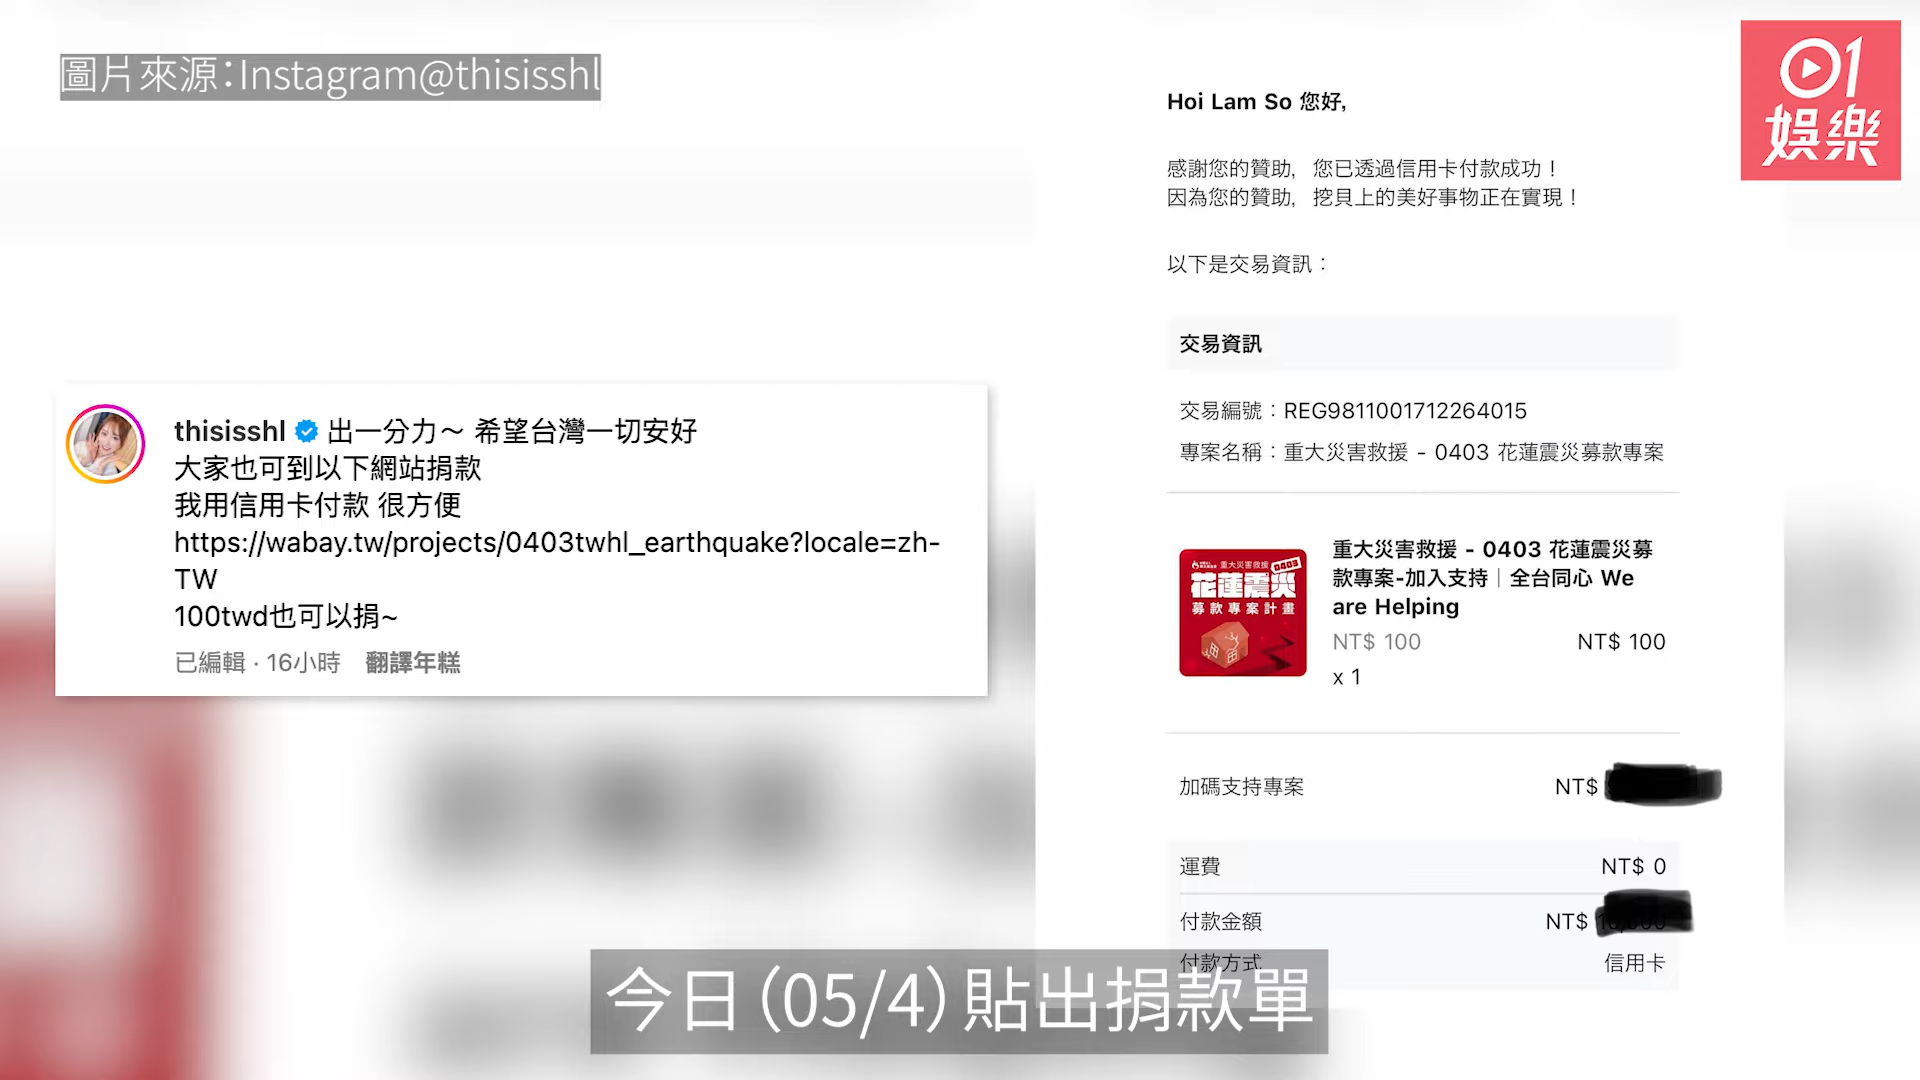 圖片來源：Instagram@thisisshl
01
娛樂
thisisshl 出一分力～ 希望台灣一切安好
大家也可到以下網站捐款
我用信用卡付款 很方便
https://wabay.tw/projects/0403twhl_earthquake?locale=zh-
TW
100twd也可以捐~
已編輯 · 16小時 翻譯年糕
Hoi Lam So 您好,
感謝您的贊助，您已透過信用卡付款成功！
因為您的贊助，挖貝上的美好事物正在實現！
以下是交易資訊：
交易資訊
交易編號：REG9811001712264015
專案名稱：重大災害救援 - 0403 花蓮震災募款專案
重大災害救援 0403
花蓮震災
募款專案計畫
重大災害救援 - 0403 花蓮震災募
款專案-加入支持｜全台同心 We
are Helping
NT$ 100 NT$ 100
x 1
加碼支持專案 NT$
運費 NT$ 0
付款金額 NT$
付款方式 信用卡
今日（05/4）貼出捐款單